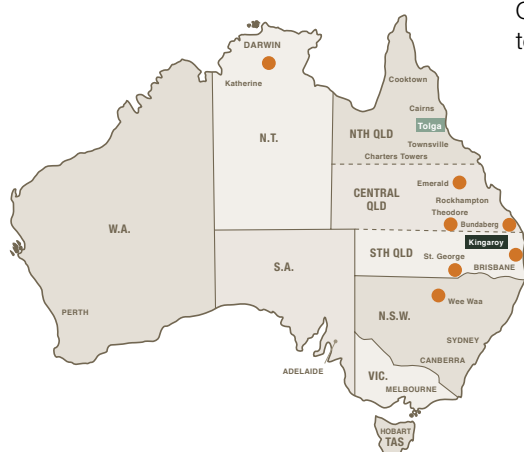 DARWIN
Katherine
N.T.
W.A.
PERTH
S.A.
ADELAIDE
Cooktown
Cairns
Tolga
NTH QLD
Townsville
Charters Towers
Emerald
CENTRAL
QLD
Rockhampton
Theodore
Bundaberg
Kingaroy
STH QLD
St. George
BRISBANE
Wee Waa
N.S.W.
SYDNEY
CANBERRA
VIC.
MELBOURNE
HOBART
TAS